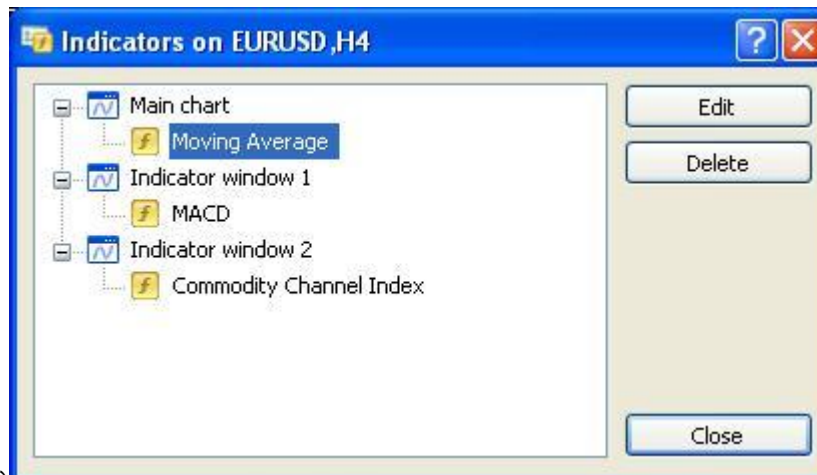 Indicators on EURUSD,H4
Main chart
Edit
Moving Average
Delete
Indicator window 1
MACD
Indicator window 2
Commodity Channel Index
Close